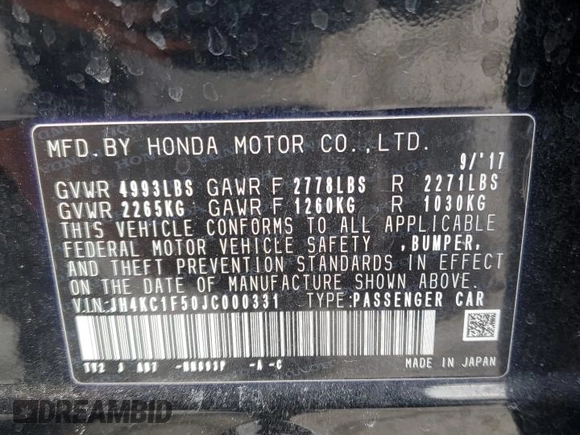 MFD.BY HONDA MOTOR CO.,LTD.
9/'17
GVWR 4993LBS GAWR F 2778LBS R 2271LBS
GVWR 2265KG GAWR F 1260KG R 1030KG
THIS VEHICLE CONFORMS TO ALL APPLICABLE
FEDERAL MOTOR VEHICLE SAFETY ,BUMPER,
AND THEFT PREVENTION STANDARDS IN EFFECT
ON THE DATE OF MANUFACTURE SHOWN ABOVE.
V.I.N:JH4KC1F50JC000331 TYPE:PASSENGER CAR
-A -C
MADE IN JAPAN
DREAMBID